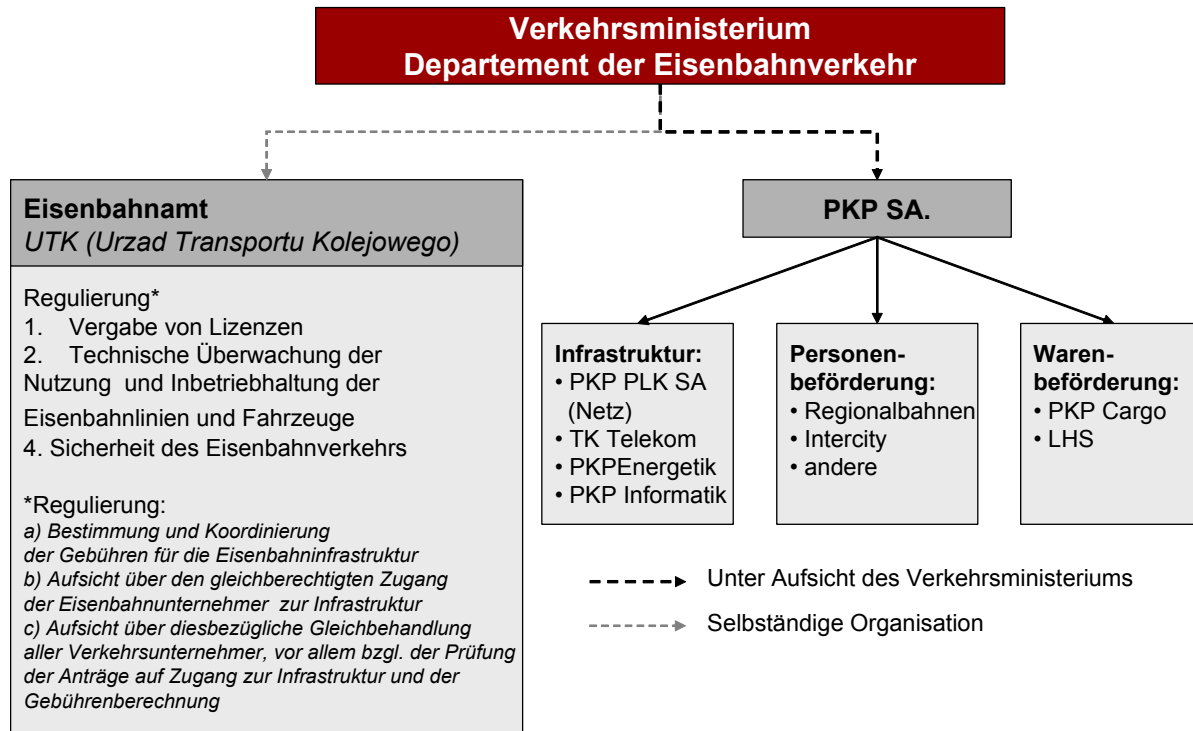 Verkehrsministerium
Departement der Eisenbahnverkehr
Eisenbahnamt
UTK (Urzad Transportu Kolejowego)
Regulierung*
1. Vergabe von Lizenzen
2. Technische Überwachung der
Nutzung und Inbetriebhaltung der
Eisenbahnlinien und Fahrzeuge
4. Sicherheit des Eisenbahnverkehrs
*Regulierung:
a) Bestimmung und Koordinierung
der Gebühren für die Eisenbahninfrastruktur
b) Aufsicht über den gleichberechtigten Zugang
der Eisenbahnunternehmer zur Infrastruktur
c) Aufsicht über diesbezügliche Gleichbehandlung
aller Verkehrsunternehmer, vor allem bzgl. der Prüfung
der Anträge auf Zugang zur Infrastruktur und der
Gebührenberechnung
PKP SA.
Infrastruktur:
• PKP PLK SA
(Netz)
• TK Telekom
• PKPEnergetik
• PKP Informatik
Personen-
beförderung:
• Regionalbahnen
• Intercity
• andere
Waren-
beförderung:
• PKP Cargo
• LHS
Unter Aufsicht des Verkehrsministeriums
Selbständige Organisation